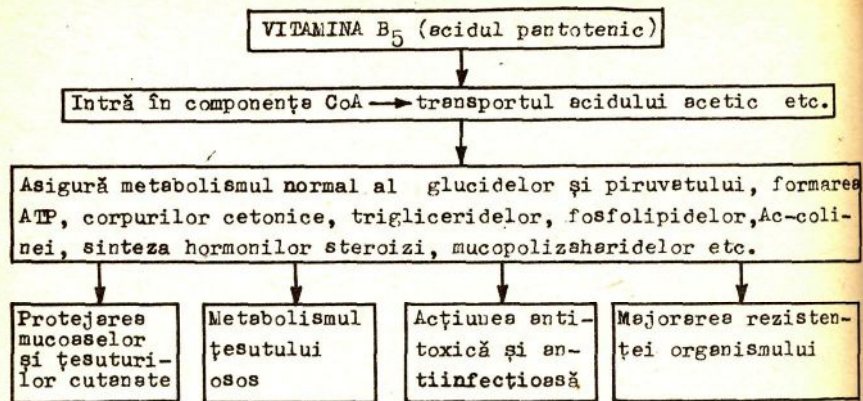 VITAMINA B5 (acidul pantotenic)
Intră în componența CoA → transportul acidului acetic etc.
Asigură metabolismul normal al glucidelor și piruvatului, formarea
ATP, corpurilor cetonice, trigliceridelor, fosfolipidelor, Ac-coli-
nei, sinteza hormonilor steroizi, mucopolizaharidelor etc.
Protejarea
mucoaselor
și țesuturi-
lor cutanate
Metabolismul
țesutului
osos
Acțiunea anti-
toxică și an-
tiinfecțioasă
Majorarea rezisten-
ței organismului